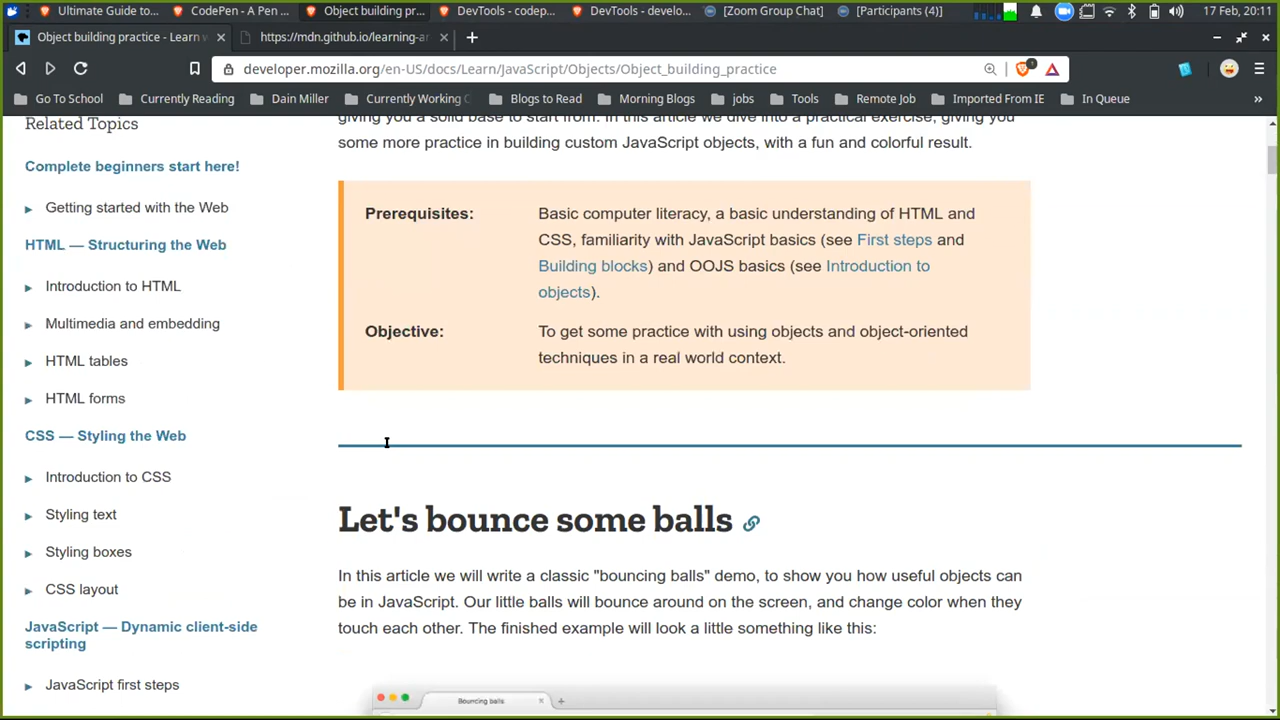 Ultimate Guide to... CodePen - A Pen ... Object building pr... DevTools - codep... DevTools - develo... [Zoom Group Chat] [Participants (4)] 17 Feb, 20:11
Object building practice - Learn https://mdn.github.io/learning-ar
developer.mozilla.org/en-US/docs/Learn/JavaScript/Objects/Object_building_practice
Go To School Currently Reading Dain Miller Currently Working Blogs to Read Morning Blogs jobs Tools Remote Job Imported From IE In Queue »
Related Topics
Complete beginners start here!
Getting started with the Web
HTML — Structuring the Web
Introduction to HTML
Multimedia and embedding
HTML tables
HTML forms
CSS — Styling the Web
Introduction to CSS
Styling text
Styling boxes
CSS layout
JavaScript — Dynamic client-side
scripting
JavaScript first steps
giving you a solid base to start from. In this article we dive into a practical exercise, giving you
some more practice in building custom JavaScript objects, with a fun and colorful result.
Prerequisites: Basic computer literacy, a basic understanding of HTML and
CSS, familiarity with JavaScript basics (see First steps and
Building blocks) and OOJS basics (see Introduction to
objects).
Objective: To get some practice with using objects and object-oriented
techniques in a real world context.
Let's bounce some balls
In this article we will write a classic "bouncing balls" demo, to show you how useful objects can
be in JavaScript. Our little balls will bounce around on the screen, and change color when they
touch each other. The finished example will look a little something like this:
Bouncing balls